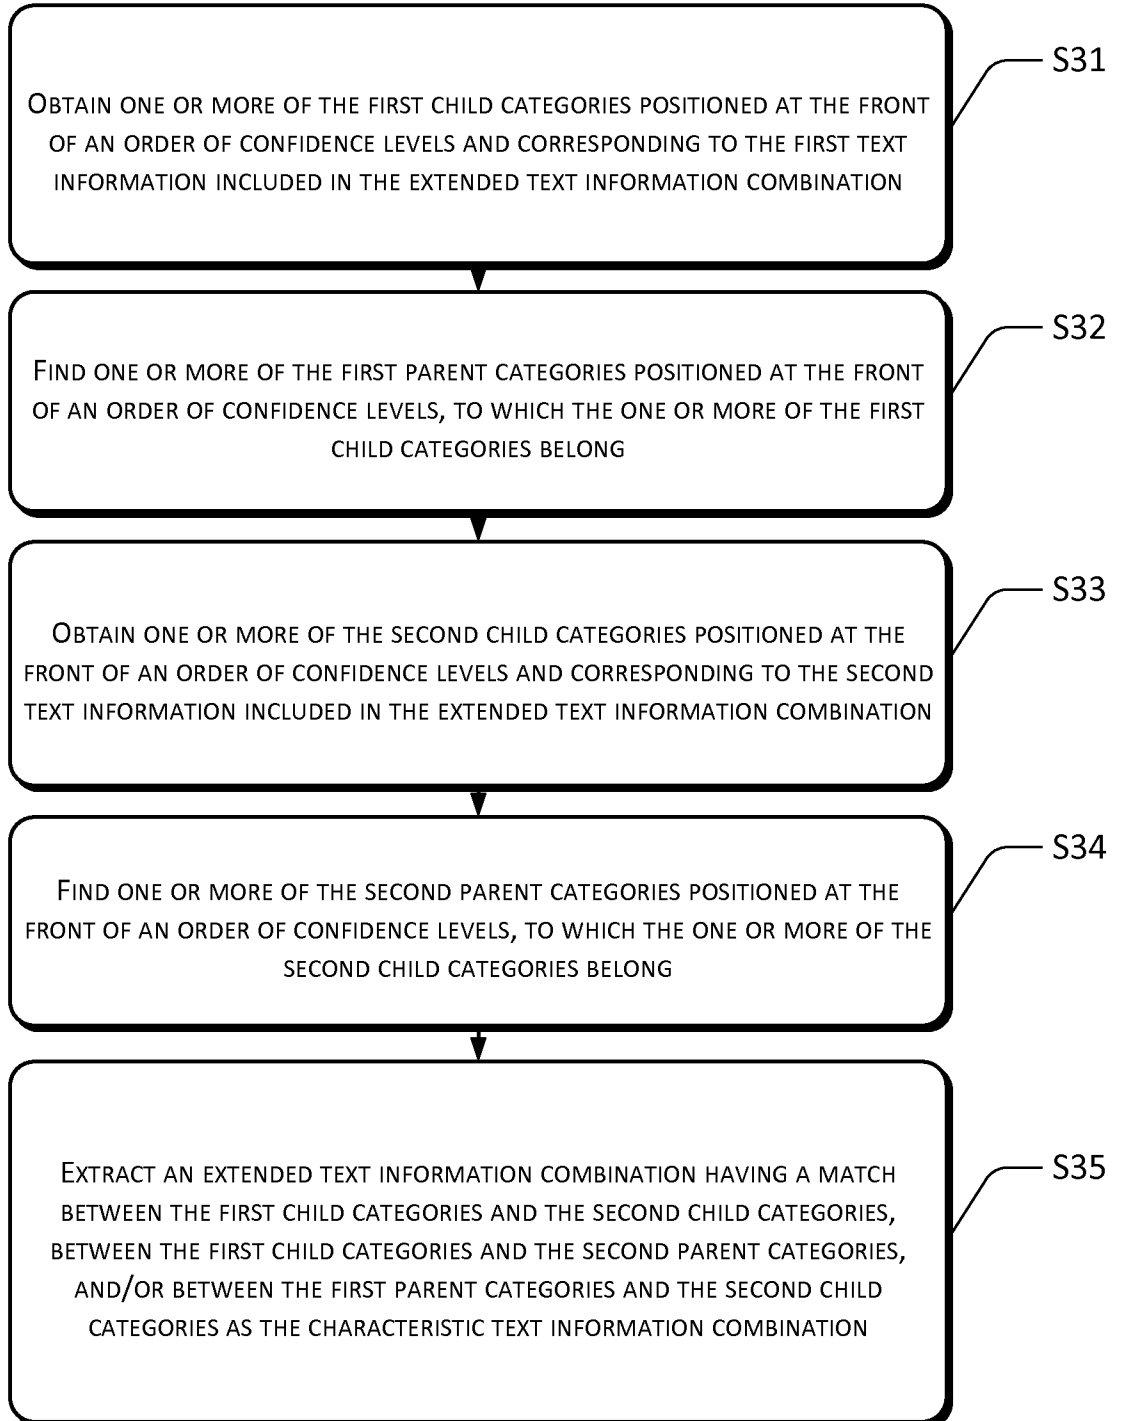 OBTAIN ONE OR MORE OF THE FIRST CHILD CATEGORIES POSITIONED AT THE FRONT
OF AN ORDER OF CONFIDENCE LEVELS AND CORRESPONDING TO THE FIRST TEXT
INFORMATION INCLUDED IN THE EXTENDED TEXT INFORMATION COMBINATION
S31
FIND ONE OR MORE OF THE FIRST PARENT CATEGORIES POSITIONED AT THE FRONT
OF AN ORDER OF CONFIDENCE LEVELS, TO WHICH THE ONE OR MORE OF THE FIRST
CHILD CATEGORIES BELONG
S32
OBTAIN ONE OR MORE OF THE SECOND CHILD CATEGORIES POSITIONED AT THE
FRONT OF AN ORDER OF CONFIDENCE LEVELS AND CORRESPONDING TO THE SECOND
TEXT INFORMATION INCLUDED IN THE EXTENDED TEXT INFORMATION COMBINATION
S33
FIND ONE OR MORE OF THE SECOND PARENT CATEGORIES POSITIONED AT THE
FRONT OF AN ORDER OF CONFIDENCE LEVELS, TO WHICH THE ONE OR MORE OF THE
SECOND CHILD CATEGORIES BELONG
S34
EXTRACT AN EXTENDED TEXT INFORMATION COMBINATION HAVING A MATCH
BETWEEN THE FIRST CHILD CATEGORIES AND THE SECOND CHILD CATEGORIES,
BETWEEN THE FIRST CHILD CATEGORIES AND THE SECOND PARENT CATEGORIES,
AND/OR BETWEEN THE FIRST PARENT CATEGORIES AND THE SECOND CHILD
CATEGORIES AS THE CHARACTERISTIC TEXT INFORMATION COMBINATION
S35